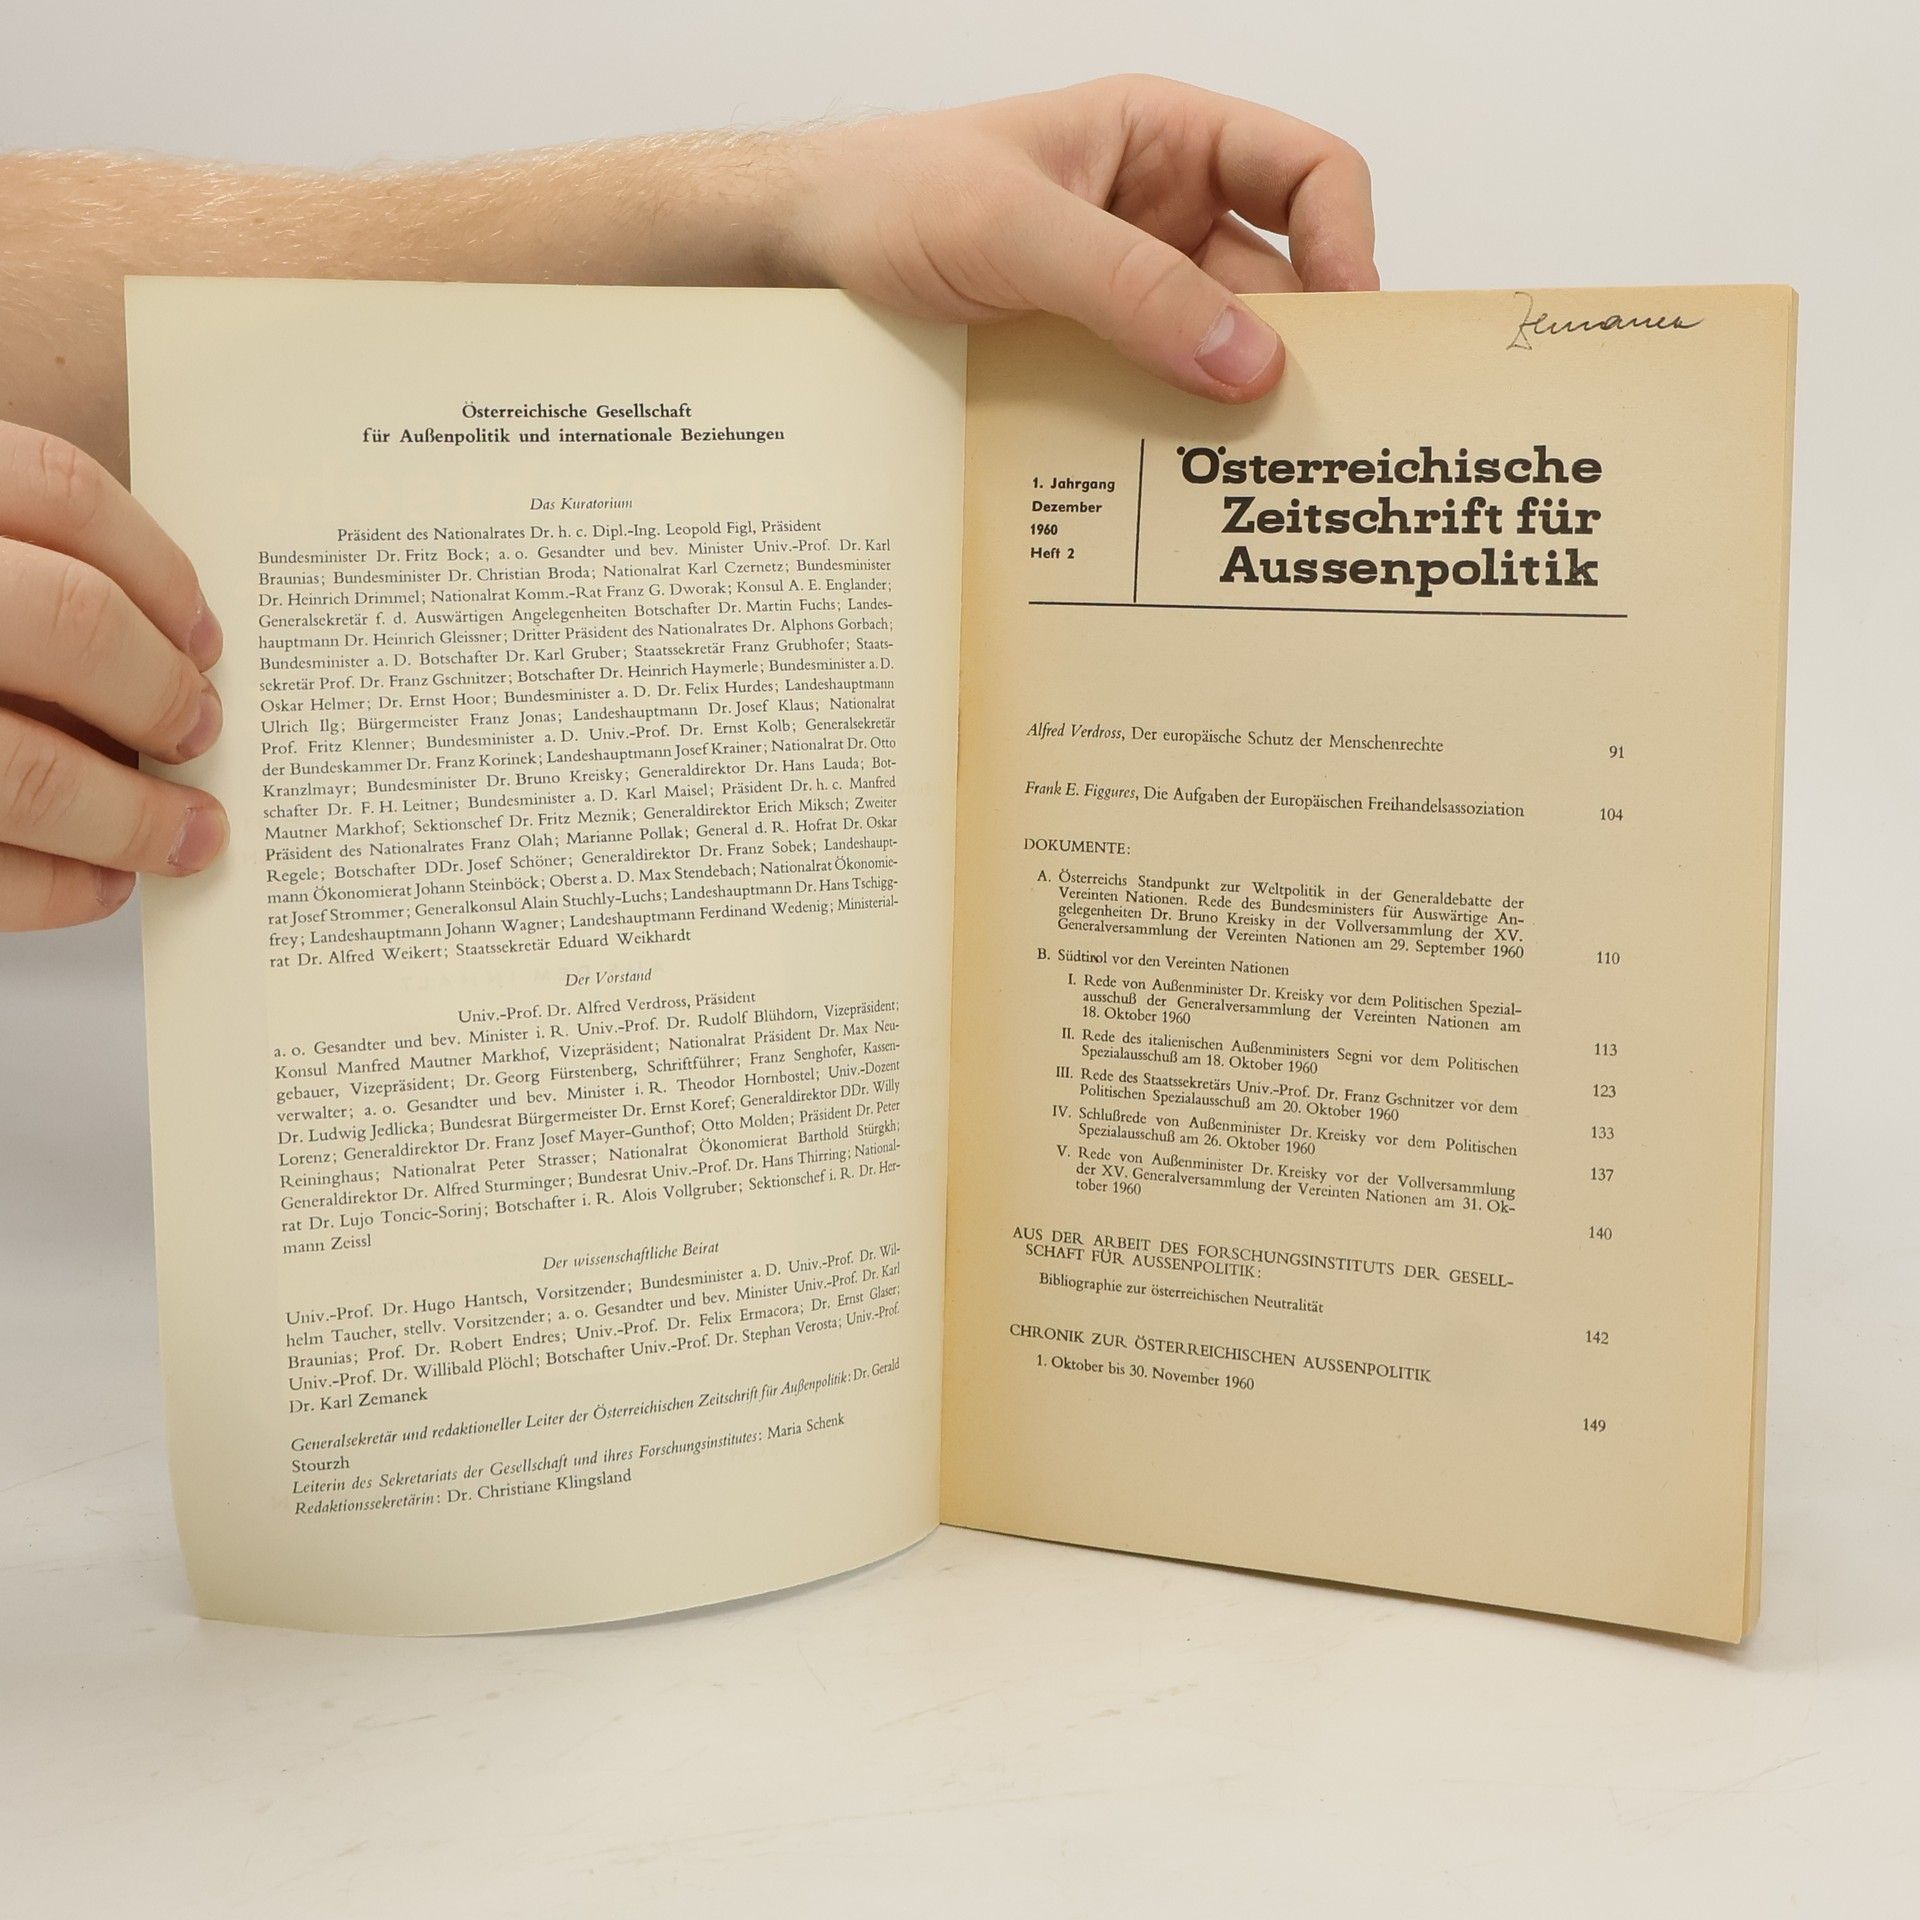 Österreichische Gesellschaft
für Außenpolitik und internationale Beziehungen
Das Kuratorium
Präsident des Nationalrates Dr. h. c. Dipl.-Ing. Leopold Figl, Präsident
Bundesminister Dr. Fritz Bock; a. o. Gesandter und bev. Minister Univ.-Prof. Dr. Karl
Braunias; Bundesminister Dr. Christian Broda; Nationalrat Karl Czernetz; Bundesminister
Dr. Heinrich Drimmel; Nationalrat Komm.-Rat Franz G. Dworak; Konsul A. E. Englander;
Generalsekretär f. d. Auswärtigen Angelegenheiten Botschafter Dr. Martin Fuchs; Landes-
hauptmann Dr. Heinrich Gleissner; Dritter Präsident des Nationalrates Dr. Alphons Gorbach;
Bundesminister a. D. Botschafter Dr. Karl Gruber; Staatssekretär Franz Grubhofer; Staats-
sekretär Prof. Dr. Franz Gschnitzer; Botschafter Dr. Heinrich Haymerle; Bundesminister a. D.
Oskar Helmer; Dr. Ernst Hoor; Bundesminister a. D. Dr. Felix Hurdes; Landeshauptmann
Ulrich Ilg; Bürgermeister Franz Jonas; Landeshauptmann Dr. Josef Klaus; Nationalrat
Prof. Fritz Klenner; Bundesminister a. D. Univ.-Prof. Dr. Ernst Kolb; Generalsekretär
der Bundeskammer Dr. Franz Korinek; Landeshauptmann Josef Krainer; Nationalrat Dr. Otto
Kranzlmayr; Bundesminister Dr. Bruno Kreisky; Generaldirektor Dr. Hans Lauda; Bot-
schafter Dr. F. H. Leitner; Bundesminister a. D. Karl Maisel; Präsident Dr. h. c. Manfred
Mautner Markhof; Sektionschef Dr. Fritz Meznik; Generaldirektor Erich Miksch; Zweiter
Präsident des Nationalrates Franz Olah; Marianne Pollak; General d. R. Hofrat Dr. Oskar
Regele; Botschafter DDr. Josef Schöner; Generaldirektor Dr. Franz Sobek; Landeshaupt-
mann Ökonomierat Johann Steinböck; Oberst a. D. Max Stendebach; Nationalrat Ökonomie-
rat Josef Strommer; Generalkonsul Alain Stuchly-Luchs; Landeshauptmann Dr. Hans Tschigg-
frey; Landeshauptmann Johann Wagner; Landeshauptmann Ferdinand Wedenig; Ministerial-
rat Dr. Alfred Weikert; Staatssekretär Eduard Weikhardt
Der Vorstand
Univ.-Prof. Dr. Alfred Verdross, Präsident
a. o. Gesandter und bev. Minister i. R. Univ.-Prof. Dr. Rudolf Blühdorn, Vizepräsident;
Konsul Manfred Mautner Markhof, Vizepräsident; Nationalrat Präsident Dr. Max Neu-
gebauer, Vizepräsident; Dr. Georg Fürstenberg, Schriftführer; Franz Senghofer, Kassen-
verwalter; a. o. Gesandter und bev. Minister i. R. Theodor Hornbostel; Univ.-Dozent
Dr. Ludwig Jedlicka; Bundesrat Bürgermeister Dr. Ernst Koref; Generaldirektor DDr. Willy
Lorenz; Generaldirektor Dr. Franz Josef Mayer-Gunthof; Otto Molden; Präsident Dr. Peter
Reininghaus; Nationalrat Peter Strasser; Nationalrat Ökonomierat Barthold Stürgkh;
Generaldirektor Dr. Alfred Sturminger; Bundesrat Univ.-Prof. Dr. Hans Thirring; National-
rat Dr. Lujo Toncic-Sorinj; Botschafter i. R. Alois Vollgruber; Sektionschef i. R. Dr. Her-
mann Zeissl
Der wissenschaftliche Beirat
Univ.-Prof. Dr. Hugo Hantsch, Vorsitzender; Bundesminister a. D. Univ.-Prof. Dr. Wil-
helm Taucher, stellv. Vorsitzender; a. o. Gesandter und bev. Minister Univ.-Prof. Dr. Karl
Braunias; Prof. Dr. Robert Endres; Univ.-Prof. Dr. Felix Ermacora; Dr. Ernst Glaser;
Univ.-Prof. Dr. Willibald Plöchl; Botschafter Univ.-Prof. Dr. Stephan Verosta; Univ.-Prof.
Dr. Karl Zemanek
Generalsekretär und redaktioneller Leiter der Österreichischen Zeitschrift für Außenpolitik: Dr. Gerald
Stourzh
Leiterin des Sekretariats der Gesellschaft und ihres Forschungsinstitutes: Maria Schenk
Redaktionssekretärin: Dr. Christiane Klingsland
Zemanek
1. Jahrgang
Dezember
1960
Heft 2
Österreichische
Zeitschrift für
Aussenpolitik
Alfred Verdross, Der europäische Schutz der Menschenrechte 91
Frank E. Figgures, Die Aufgaben der Europäischen Freihandelsassoziation 104
DOKUMENTE:
A. Österreichs Standpunkt zur Weltpolitik in der Generaldebatte der
Vereinten Nationen. Rede des Bundesministers für Auswärtige An-
gelegenheiten Dr. Bruno Kreisky in der Vollversammlung der XV.
Generalversammlung der Vereinten Nationen am 29. September 1960 110
B. Südtirol vor den Vereinten Nationen
I. Rede von Außenminister Dr. Kreisky vor dem Politischen Spezial-
ausschuß der Generalversammlung der Vereinten Nationen am
18. Oktober 1960 113
II. Rede des italienischen Außenministers Segni vor dem Politischen
Spezialausschuß am 18. Oktober 1960 123
III. Rede des Staatssekretärs Univ.-Prof. Dr. Franz Gschnitzer vor dem
Politischen Spezialausschuß am 20. Oktober 1960 133
IV. Schlußrede von Außenminister Dr. Kreisky vor dem Politischen
Spezialausschuß am 26. Oktober 1960 137
V. Rede von Außenminister Dr. Kreisky vor der Vollversammlung
der XV. Generalversammlung der Vereinten Nationen am 31. Ok-
tober 1960 140
AUS DER ARBEIT DES FORSCHUNGSINSTITUTS DER GESELL-
SCHAFT FÜR AUSSENPOLITIK:
Bibliographie zur österreichischen Neutralität 142
CHRONIK ZUR ÖSTERREICHISCHEN AUSSENPOLITIK
1. Oktober bis 30. November 1960 149